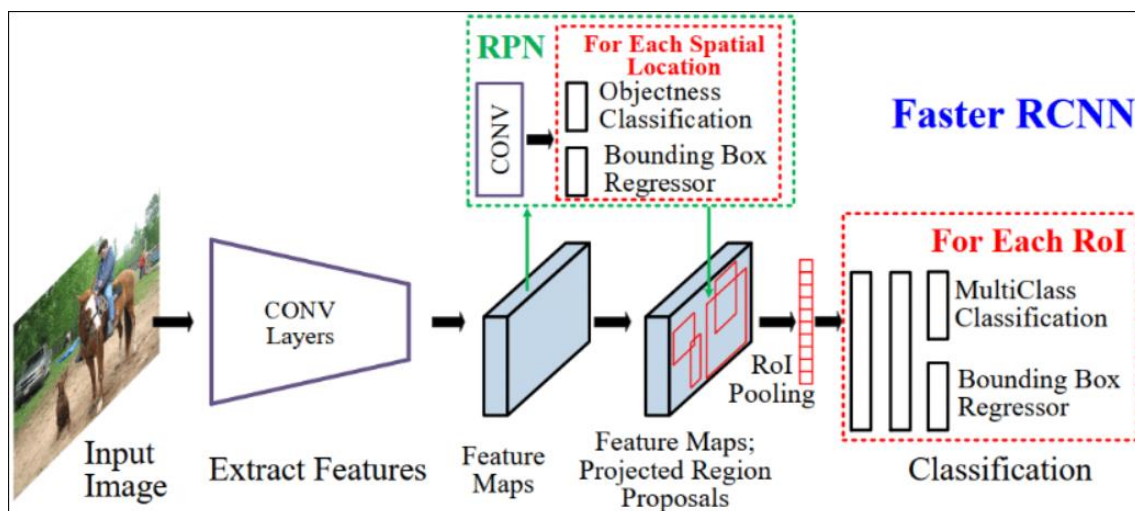 RPN
For Each Spatial
Location
CONV
Objectness
Classification
Bounding Box
Regressor
Faster RCNN
Input
Image
CONV
Layers
Extract Features
Feature
Maps
Feature Maps;
Projected Region
Proposals
RoI
Pooling
For Each RoI
MultiClass
Classification
Bounding Box
Regressor
Classification